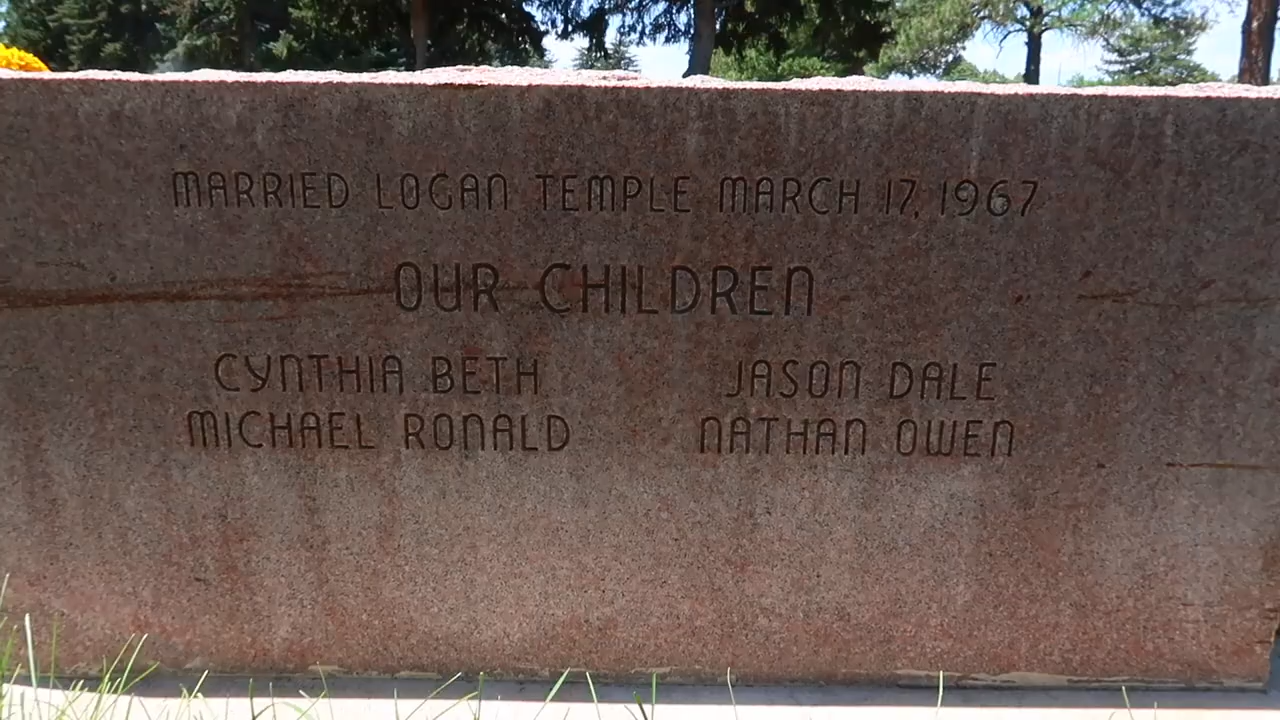 MARRIED LOGAN TEMPLE MARCH 17, 1967
OUR CHILDREN
CYNTHIA BETH JASON DALE
MICHAEL RONALD NATHAN OWEN